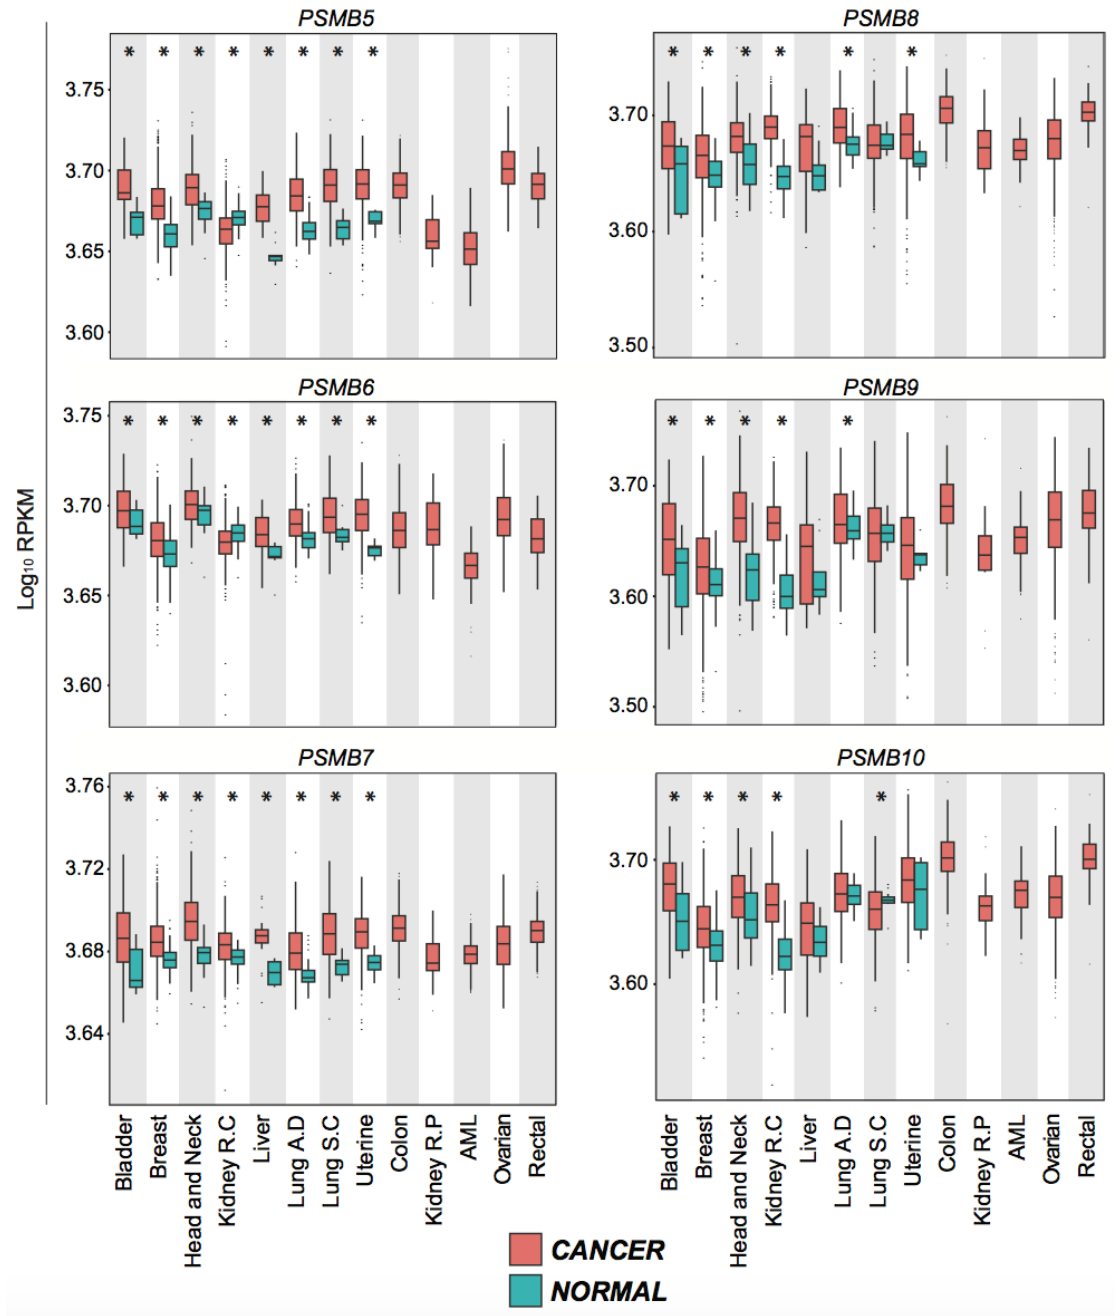 PSMB5
* * * * * * * *
3.75
3.70
3.65
3.60
PSMB8
* * * * * *
3.70
3.60
3.50
PSMB6
* * * * * * * *
3.75
3.70
3.65
3.60
PSMB9
* * * * *
3.70
3.60
3.50
Log10 RPKM
PSMB7
* * * * * * * *
3.76
3.72
3.68
3.64
PSMB10
* * * * *
3.70
3.60
Bladder
Breast
Head and Neck
Kidney R.C
Liver
Lung A.D
Lung S.C
Uterine
Colon
Kidney R.P
AML
Ovarian
Rectal
Bladder
Breast
Head and Neck
Kidney R.C
Liver
Lung A.D
Lung S.C
Uterine
Colon
Kidney R.P
AML
Ovarian
Rectal
CANCER
NORMAL